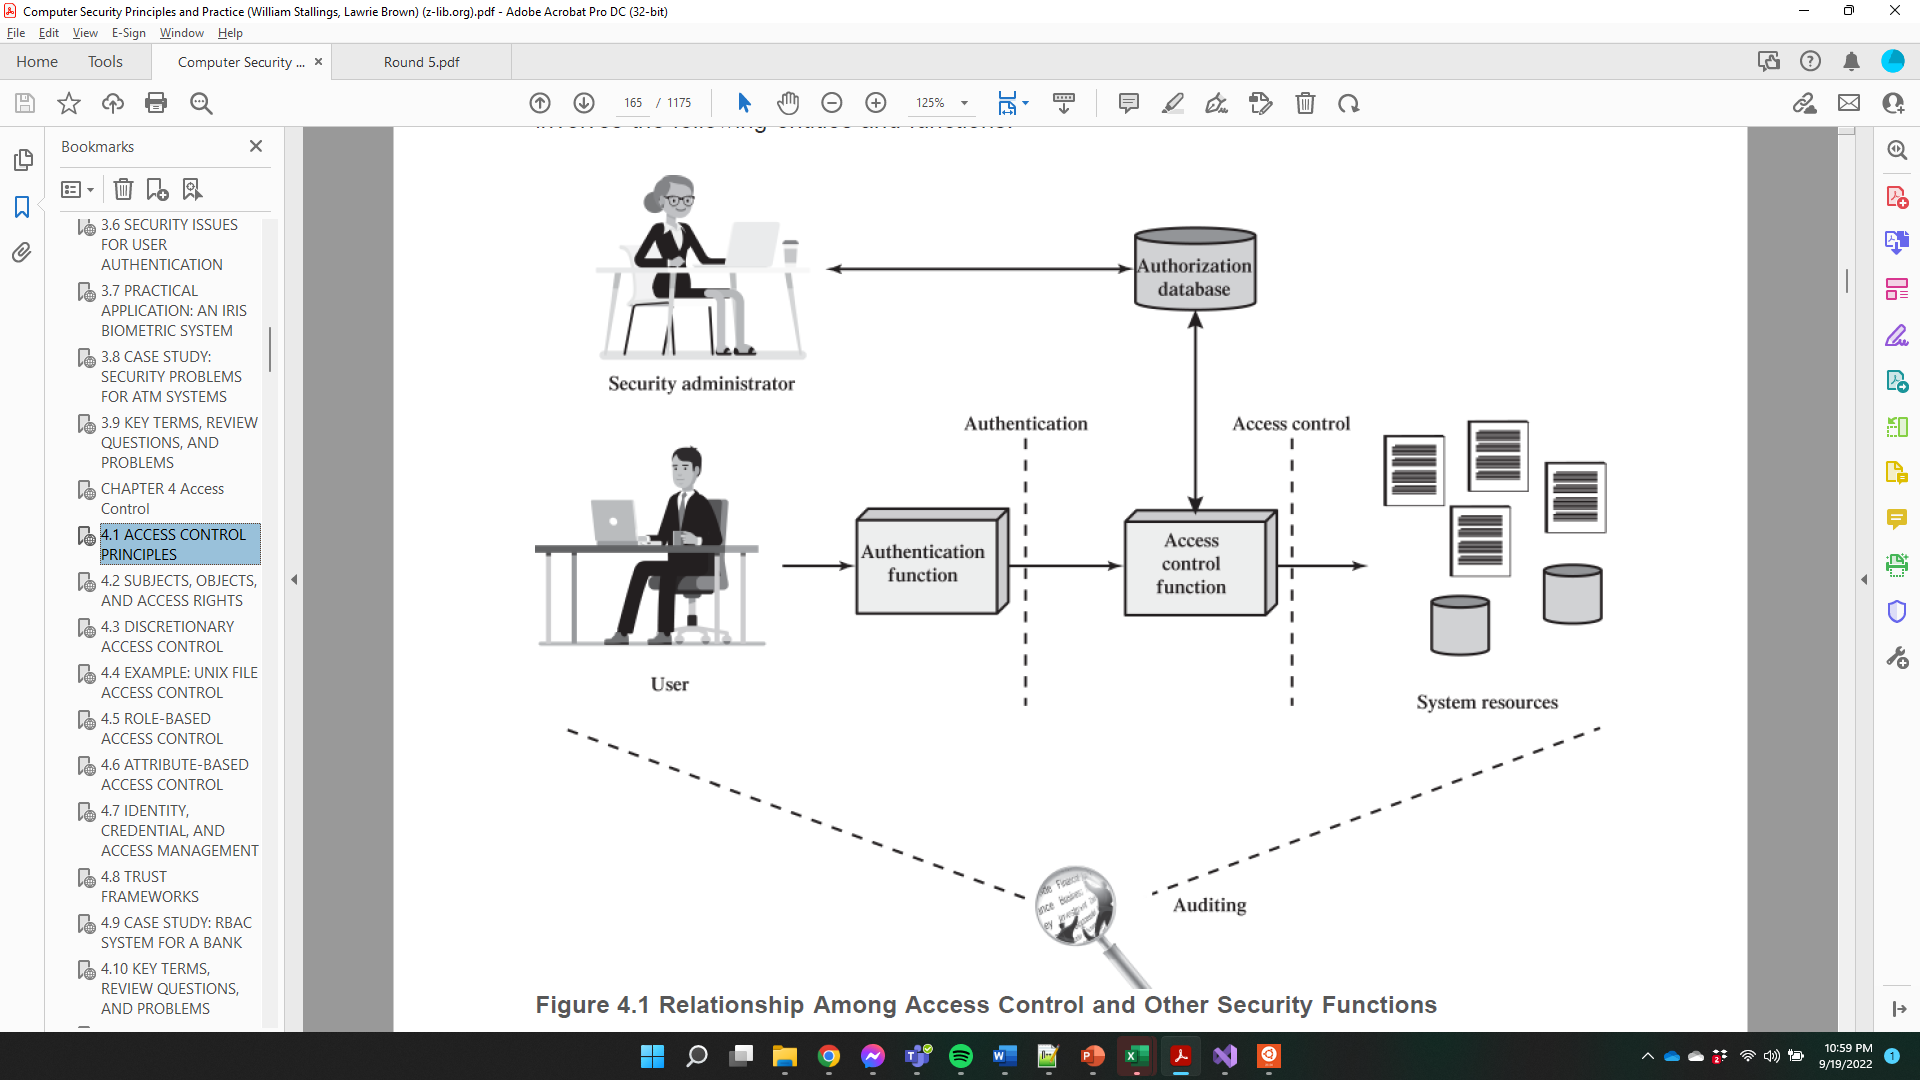 Computer Security Principles and Practice (William Stallings, Lawrie Brown) (z-lib.org).pdf - Adobe Acrobat Pro DC (32-bit)
File Edit View E-Sign Window Help
Home Tools Computer Security ... × Round 5.pdf
165 / 1175 125%
Bookmarks
3.6 SECURITY ISSUES
FOR USER
AUTHENTICATION
3.7 PRACTICAL
APPLICATION: AN IRIS
BIOMETRIC SYSTEM
3.8 CASE STUDY:
SECURITY PROBLEMS
FOR ATM SYSTEMS
3.9 KEY TERMS, REVIEW
QUESTIONS, AND
PROBLEMS
CHAPTER 4 Access
Control
4.1 ACCESS CONTROL
PRINCIPLES
4.2 SUBJECTS, OBJECTS,
AND ACCESS RIGHTS
4.3 DISCRETIONARY
ACCESS CONTROL
4.4 EXAMPLE: UNIX FILE
ACCESS CONTROL
4.5 ROLE-BASED
ACCESS CONTROL
4.6 ATTRIBUTE-BASED
ACCESS CONTROL
4.7 IDENTITY,
CREDENTIAL, AND
ACCESS MANAGEMENT
4.8 TRUST
FRAMEWORKS
4.9 CASE STUDY: RBAC
SYSTEM FOR A BANK
4.10 KEY TERMS,
REVIEW QUESTIONS,
AND PROBLEMS
involves the following entities and functions:
Authorization
database
Security administrator
Authentication
Access control
Authentication
function
Access
control
function
User
System resources
Auditing
Figure 4.1 Relationship Among Access Control and Other Security Functions
10:59 PM
9/19/2022
1